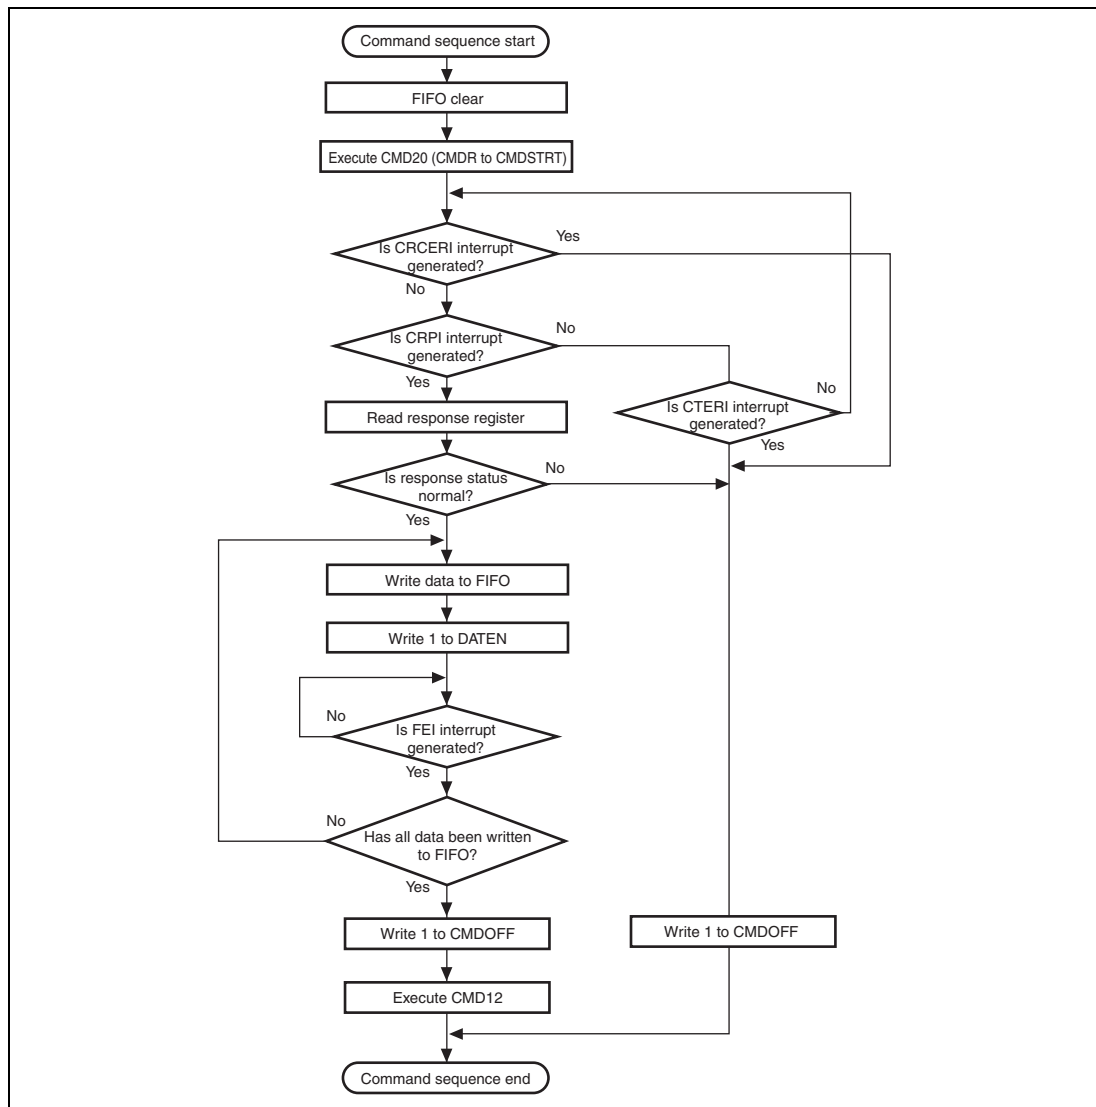 Command sequence start
FIFO clear
Execute CMD20 (CMDR to CMDSTRT)
Is CRCERI interrupt
generated?
Yes
No
Is CRPI interrupt
generated?
No
Yes
Is CTERI interrupt
generated?
No
Yes
Read response register
Is response status
normal?
No
Yes
Write data to FIFO
Write 1 to DATEN
No
Is FEI interrupt
generated?
Yes
No
Has all data been written
to FIFO?
Yes
Write 1 to CMDOFF
Write 1 to CMDOFF
Execute CMD12
Command sequence end